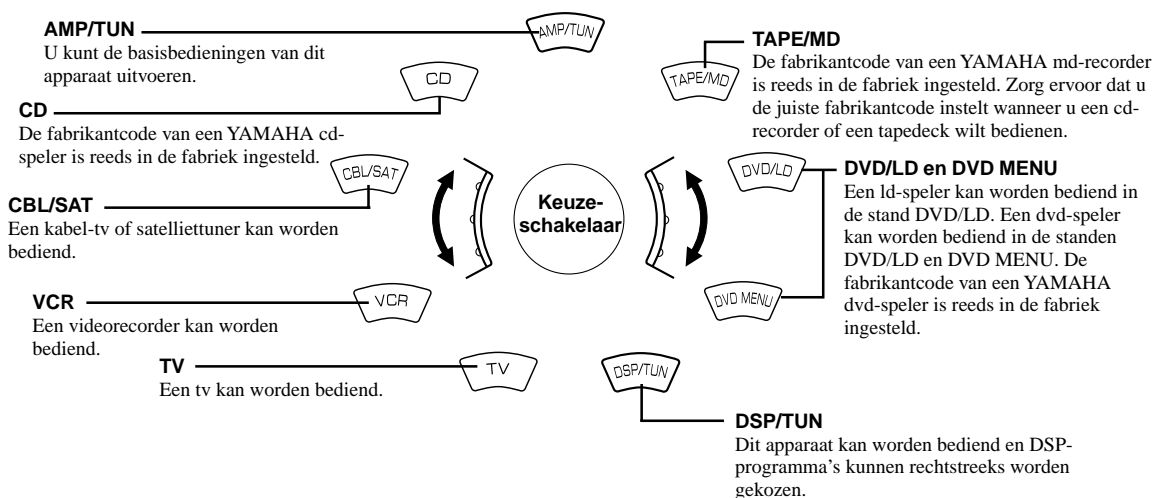 AMP/TUN
U kunt de basisbedieningen van dit
apparaat uitvoeren.
AMP/TUN
CD
CD
De fabrikantcode van een YAMAHA cd-
speler is reeds in de fabriek ingesteld.
CBL/SAT
CBL/SAT
Een kabel-tv of satelliettuner kan worden
bediend.
VCR
VCR
Een videorecorder kan worden
bediend.
TV
TV
Een tv kan worden bediend.
Keuze-
schakelaar
TAPE/MD
TAPE/MD
De fabrikantcode van een YAMAHA md-recorder
is reeds in de fabriek ingesteld. Zorg ervoor dat u
de juiste fabrikantcode instelt wanneer u een cd-
recorder of een tapedeck wilt bedienen.
DVD/LD
DVD/LD en DVD MENU
Een ld-speler kan worden bediend in
de stand DVD/LD. Een dvd-speler
kan worden bediend in de standen
DVD/LD en DVD MENU. De
fabrikantcode van een YAMAHA
dvd-speler is reeds in de fabriek
ingesteld.
DVD MENU
DSP/TUN
DSP/TUN
Dit apparaat kan worden bediend en DSP-
programma's kunnen rechtstreeks worden
gekozen.